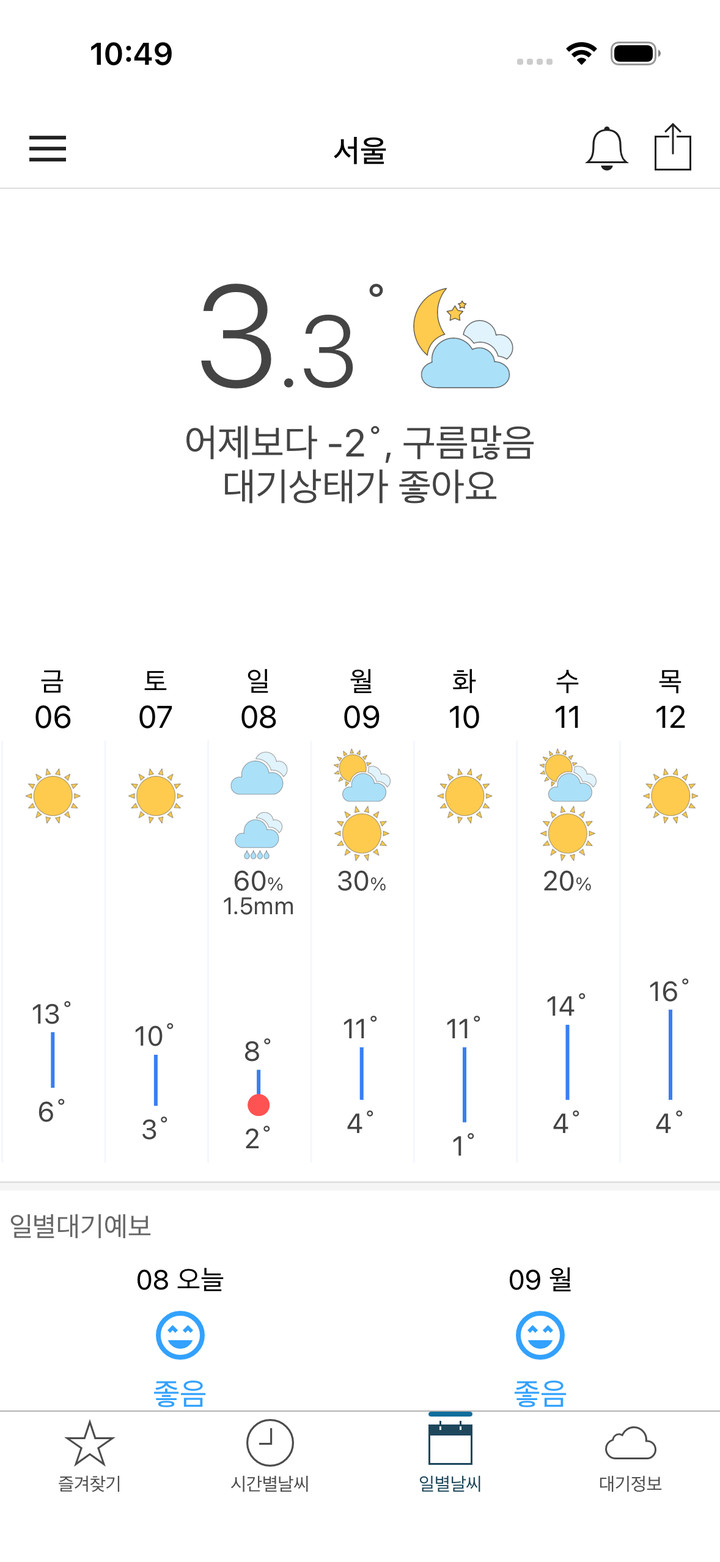 10:49
서울
3.3°
어제보다 -2°, 구름많음
대기상태가 좋아요
금 토 일 월 화 수 목
06 07 08 09 10 11 12
60% 30% 20%
1.5mm
13° 10° 8° 11° 11° 14° 16°
6° 3° 2° 4° 1° 4° 4°
일별대기예보
08 오늘 09 월
좋음 좋음
즐겨찾기 시간별날씨 일별날씨 대기정보